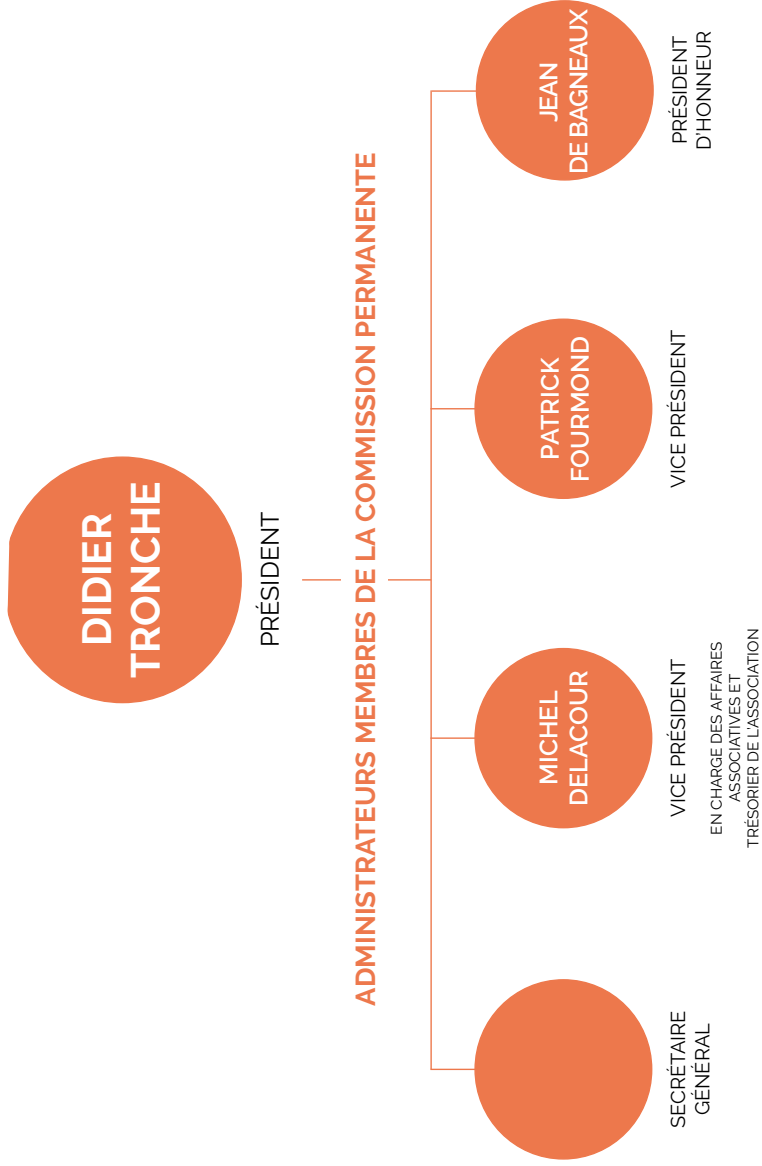 DIDIER
TRONCHE
PRÉSIDENT
ADMINISTRATEURS MEMBRES DE LA COMMISSION PERMANENTE
SECRÉTAIRE
GÉNÉRAL
MICHEL
DELACOUR
VICE PRÉSIDENT
EN CHARGE DES AFFAIRES
ASSOCIATIVES ET
TRÉSORIER DE L'ASSOCIATION
PATRICK
FOURMOND
VICE PRÉSIDENT
JEAN
DE BAGNEAUX
PRÉSIDENT
D'HONNEUR